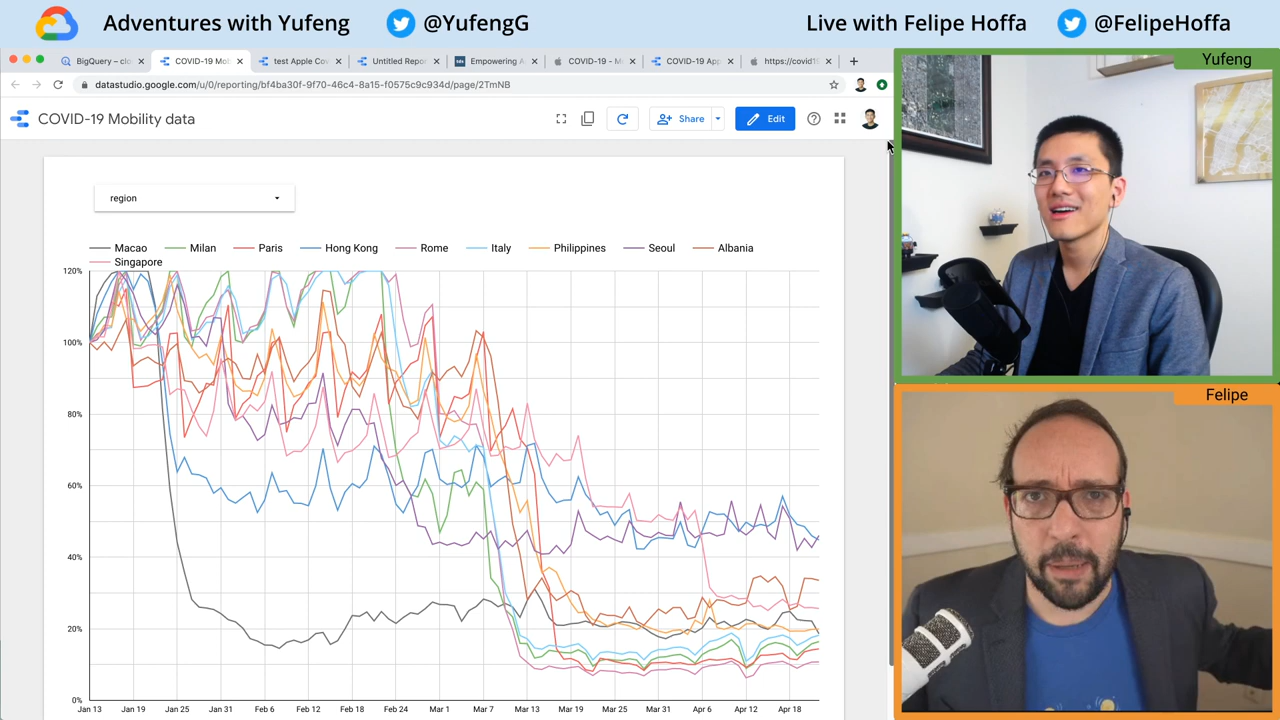 Adventures with Yufeng @YufengG Live with Felipe Hoffa @FelipeHoffa
BigQuery – clo COVID-19 Mob test Apple Cov Untitled Repor Empowering A COVID-19 - M COVID-19 App https://covid1
datastudio.google.com/u/0/reporting/bf4ba30f-9f70-46c4-8a15-f0575c9c934d/page/2TmNB
COVID-19 Mobility data Share Edit
region
Macao Milan Paris Hong Kong Rome Italy Philippines Seoul Albania
Singapore
120%
100%
80%
60%
40%
20%
0%
Jan 13 Jan 19 Jan 25 Jan 31 Feb 6 Feb 12 Feb 18 Feb 24 Mar 1 Mar 7 Mar 13 Mar 19 Mar 25 Mar 31 Apr 6 Apr 12 Apr 18
Yufeng
Felipe